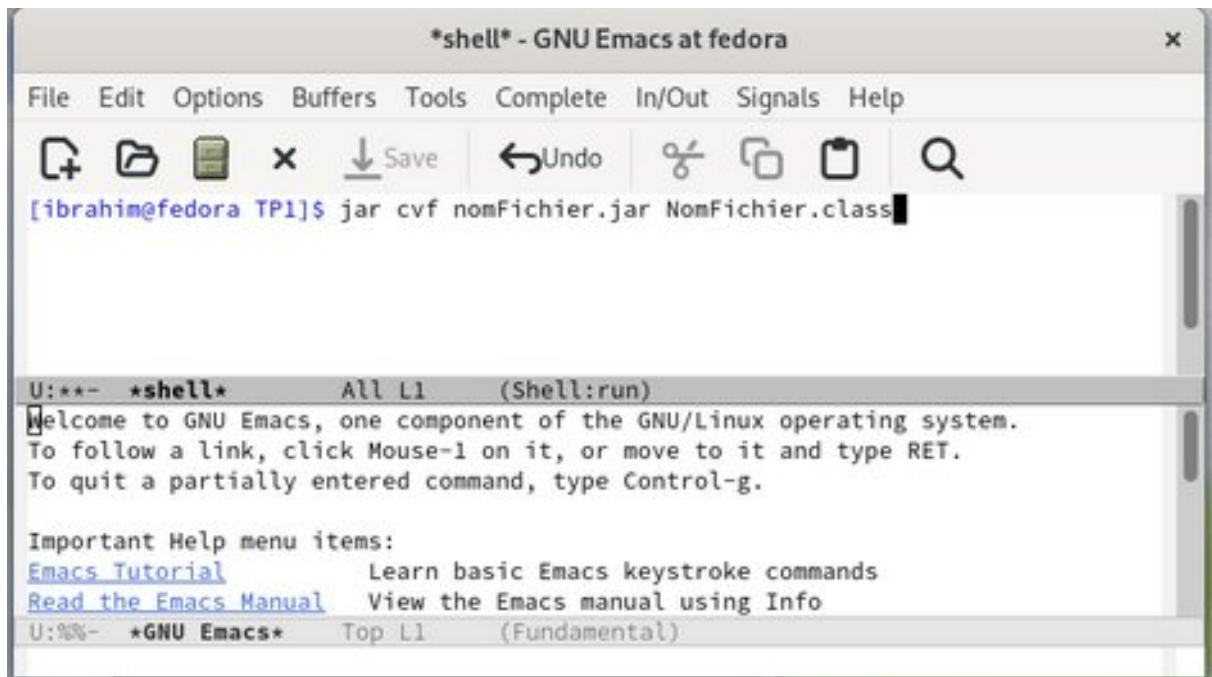 *shell* - GNU Emacs at fedora ×
File Edit Options Buffers Tools Complete In/Out Signals Help
Save Undo
[ibrahim@fedora TP1]$ jar cvf nomFichier.jar NomFichier.class
U:**- *shell* All L1 (Shell:run)
Welcome to GNU Emacs, one component of the GNU/Linux operating system.
To follow a link, click Mouse-1 on it, or move to it and type RET.
To quit a partially entered command, type Control-g.
Important Help menu items:
Emacs Tutorial Learn basic Emacs keystroke commands
Read the Emacs Manual View the Emacs manual using Info
U:%%- *GNU Emacs* Top L1 (Fundamental)